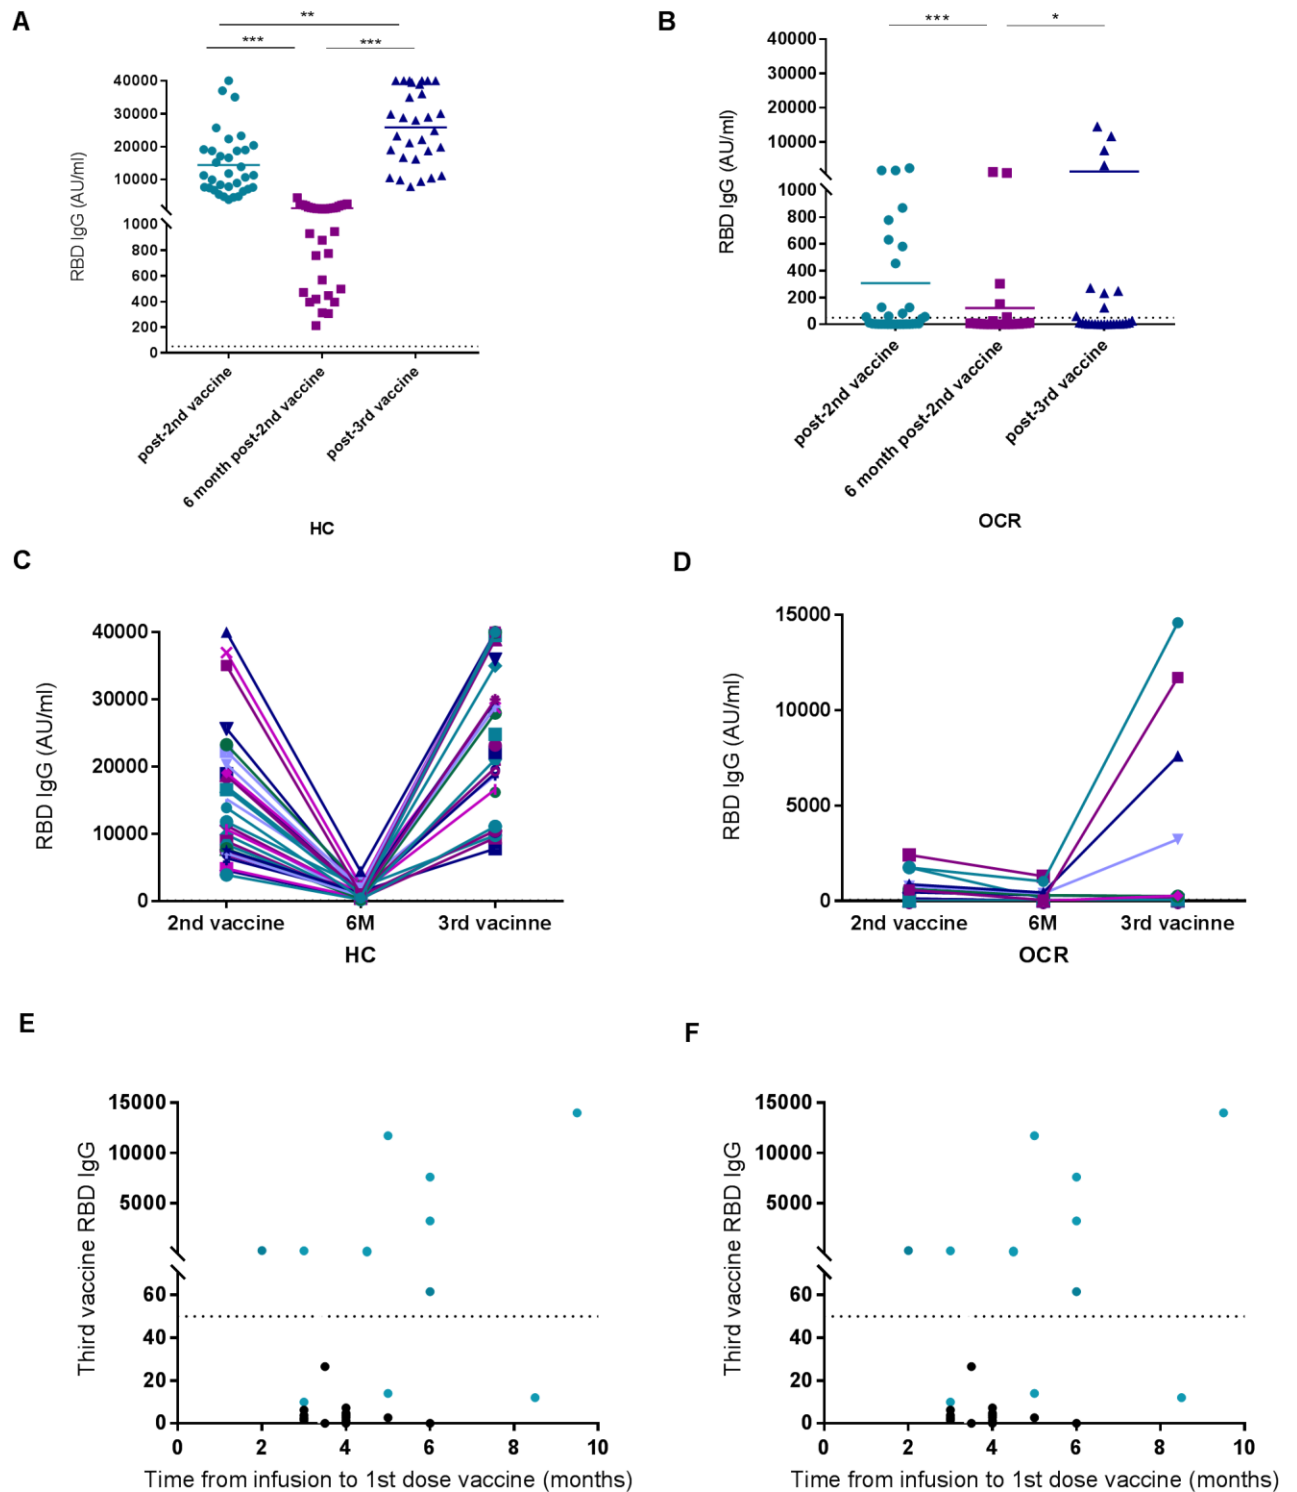 A
**
***
***
40000
30000
20000
10000
1000
800
600
400
200
0
RBD IgG (AU/ml)
post-2nd vaccine
6 month post-2nd vaccine
post-3rd vaccine
HC
B
***
*
40000
30000
20000
10000
1000
800
600
400
200
0
RBD IgG (AU/ml)
post-2nd vaccine
6 month post-2nd vaccine
post-3rd vaccine
OCR
C
40000
30000
20000
10000
0
RBD IgG (AU/ml)
2nd vaccine 6M 3rd vacinne
HC
D
15000
10000
5000
0
RBD IgG (AU/ml)
2nd vaccine 6M 3rd vacinne
OCR
E
15000
10000
5000
60
40
20
0
Third vaccine RBD IgG
0 2 4 6 8 10
Time from infusion to 1st dose vaccine (months)
F
15000
10000
5000
60
40
20
0
Third vaccine RBD IgG
0 2 4 6 8 10
Time from infusion to 1st dose vaccine (months)